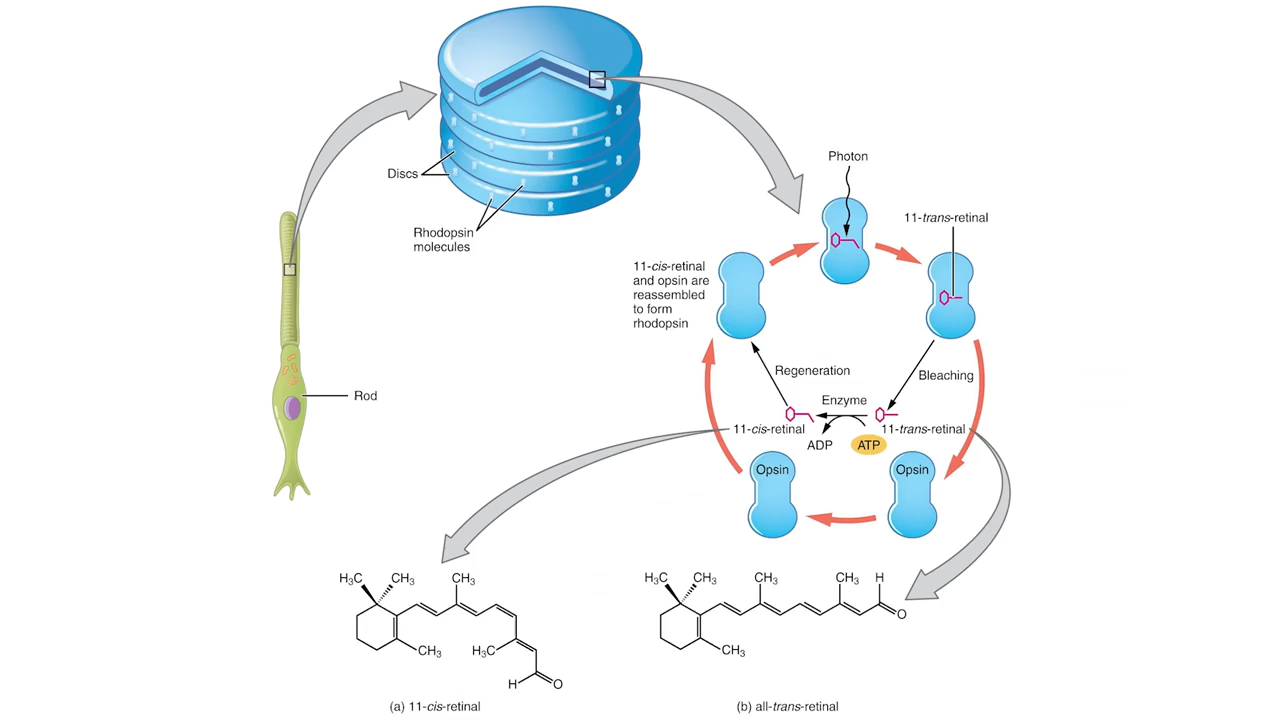 Photon
Discs
11-trans-retinal
Rhodopsin
molecules
11-cis-retinal
and opsin are
reassembled
to form
rhodopsin
Regeneration
Bleaching
Rod
Enzyme
11-cis-retinal
11-trans-retinal
ADP
ATP
Opsin
Opsin
H₃C
CH₃
CH₃
CH₃
H₃C
H
O
(a) 11-cis-retinal
H₃C
CH₃
CH₃
CH₃
H
O
CH₃
(b) all-trans-retinal